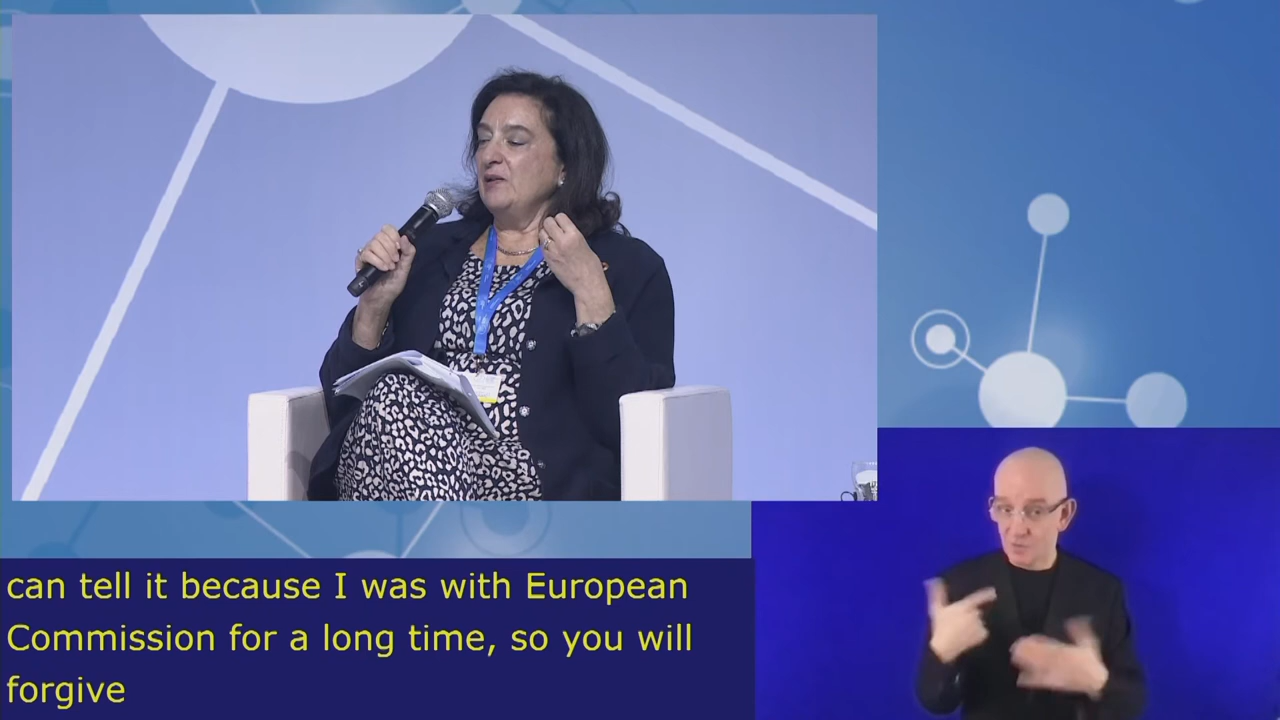 can tell it because I was with European
Commission for a long time, so you will
forgive